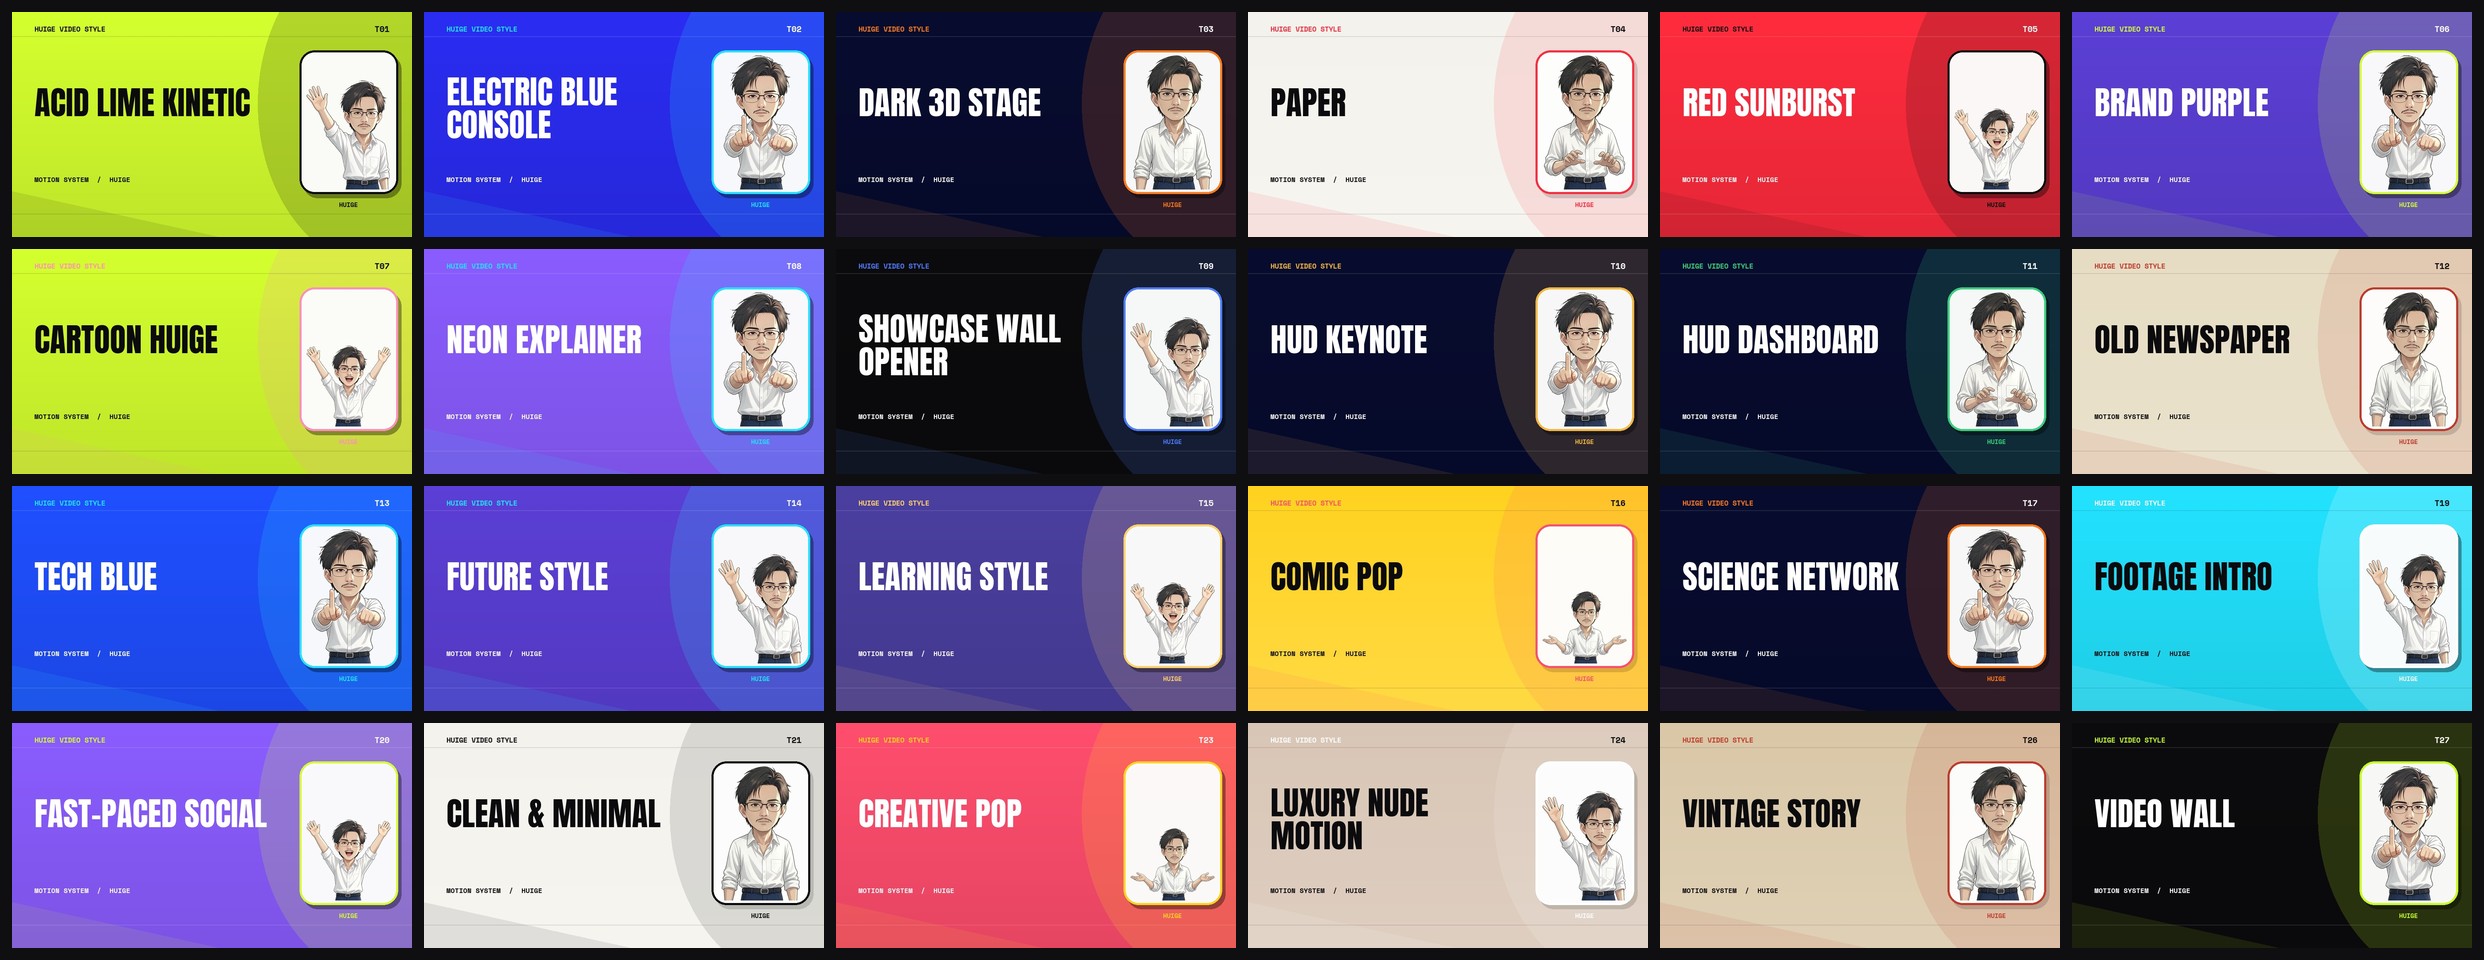 HUIGE VIDEO STYLE T01
ACID LIME KINETIC
MOTION SYSTEM / HUIGE
HUIGE
HUIGE VIDEO STYLE T02
ELECTRIC BLUE
CONSOLE
MOTION SYSTEM / HUIGE
HUIGE
HUIGE VIDEO STYLE T03
DARK 3D STAGE
MOTION SYSTEM / HUIGE
HUIGE
HUIGE VIDEO STYLE T04
PAPER
MOTION SYSTEM / HUIGE
HUIGE
HUIGE VIDEO STYLE T05
RED SUNBURST
MOTION SYSTEM / HUIGE
HUIGE
HUIGE VIDEO STYLE T06
BRAND PURPLE
MOTION SYSTEM / HUIGE
HUIGE
HUIGE VIDEO STYLE T07
CARTOON HUIGE
MOTION SYSTEM / HUIGE
HUIGE
HUIGE VIDEO STYLE T08
NEON EXPLAINER
MOTION SYSTEM / HUIGE
HUIGE
HUIGE VIDEO STYLE T09
SHOWCASE WALL
OPENER
MOTION SYSTEM / HUIGE
HUIGE
HUIGE VIDEO STYLE T10
HUD KEYNOTE
MOTION SYSTEM / HUIGE
HUIGE
HUIGE VIDEO STYLE T11
HUD DASHBOARD
MOTION SYSTEM / HUIGE
HUIGE
HUIGE VIDEO STYLE T12
OLD NEWSPAPER
MOTION SYSTEM / HUIGE
HUIGE
HUIGE VIDEO STYLE T13
TECH BLUE
MOTION SYSTEM / HUIGE
HUIGE
HUIGE VIDEO STYLE T14
FUTURE STYLE
MOTION SYSTEM / HUIGE
HUIGE
HUIGE VIDEO STYLE T15
LEARNING STYLE
MOTION SYSTEM / HUIGE
HUIGE
HUIGE VIDEO STYLE T16
COMIC POP
MOTION SYSTEM / HUIGE
HUIGE
HUIGE VIDEO STYLE T17
SCIENCE NETWORK
MOTION SYSTEM / HUIGE
HUIGE
HUIGE VIDEO STYLE T19
FOOTAGE INTRO
MOTION SYSTEM / HUIGE
HUIGE
HUIGE VIDEO STYLE T20
FAST-PACED SOCIAL
MOTION SYSTEM / HUIGE
HUIGE
HUIGE VIDEO STYLE T21
CLEAN & MINIMAL
MOTION SYSTEM / HUIGE
HUIGE
HUIGE VIDEO STYLE T23
CREATIVE POP
MOTION SYSTEM / HUIGE
HUIGE
HUIGE VIDEO STYLE T24
LUXURY NUDE
MOTION
MOTION SYSTEM / HUIGE
HUIGE
HUIGE VIDEO STYLE T26
VINTAGE STORY
MOTION SYSTEM / HUIGE
HUIGE
HUIGE VIDEO STYLE T27
VIDEO WALL
MOTION SYSTEM / HUIGE
HUIGE